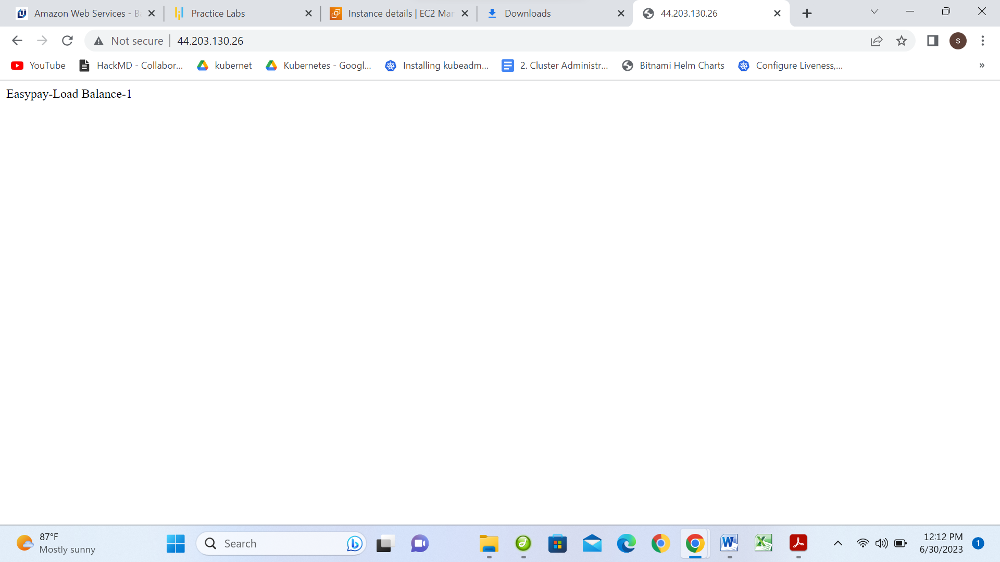 Amazon Web Services - B
Practice Labs
Instance details | EC2 Mar
Downloads
44.203.130.26
Not secure
44.203.130.26
S
YouTube
HackMD - Collabor...
kubernet
Kubernetes - Googl...
Installing kubeadm...
2. Cluster Administr...
Bitnami Helm Charts
Configure Liveness,...
»
Easypay-Load Balance-1
87°F
Mostly sunny
Search
12:12 PM
6/30/2023
1